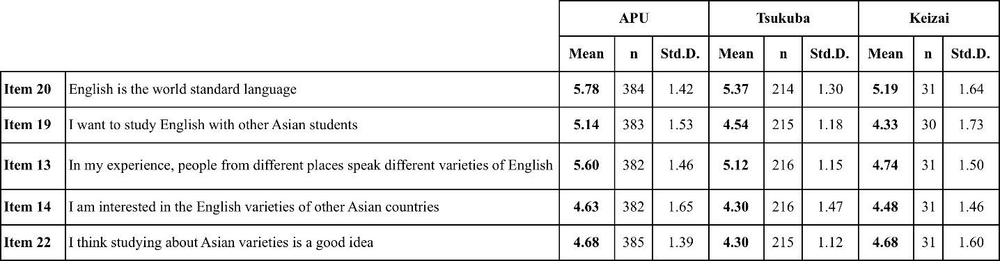 APU Tsukuba Keizai
Mean n Std.D. Mean n Std.D. Mean n Std.D.
Item 20 English is the world standard language 5.78 384 1.42 5.37 214 1.30 5.19 31 1.64
Item 19 I want to study English with other Asian students 5.14 383 1.53 4.54 215 1.18 4.33 30 1.73
Item 13 In my experience, people from different places speak different varieties of English 5.60 382 1.46 5.12 216 1.15 4.74 31 1.50
Item 14 I am interested in the English varieties of other Asian countries 4.63 382 1.65 4.30 216 1.47 4.48 31 1.46
Item 22 I think studying about Asian varieties is a good idea 4.68 385 1.39 4.30 215 1.12 4.68 31 1.60